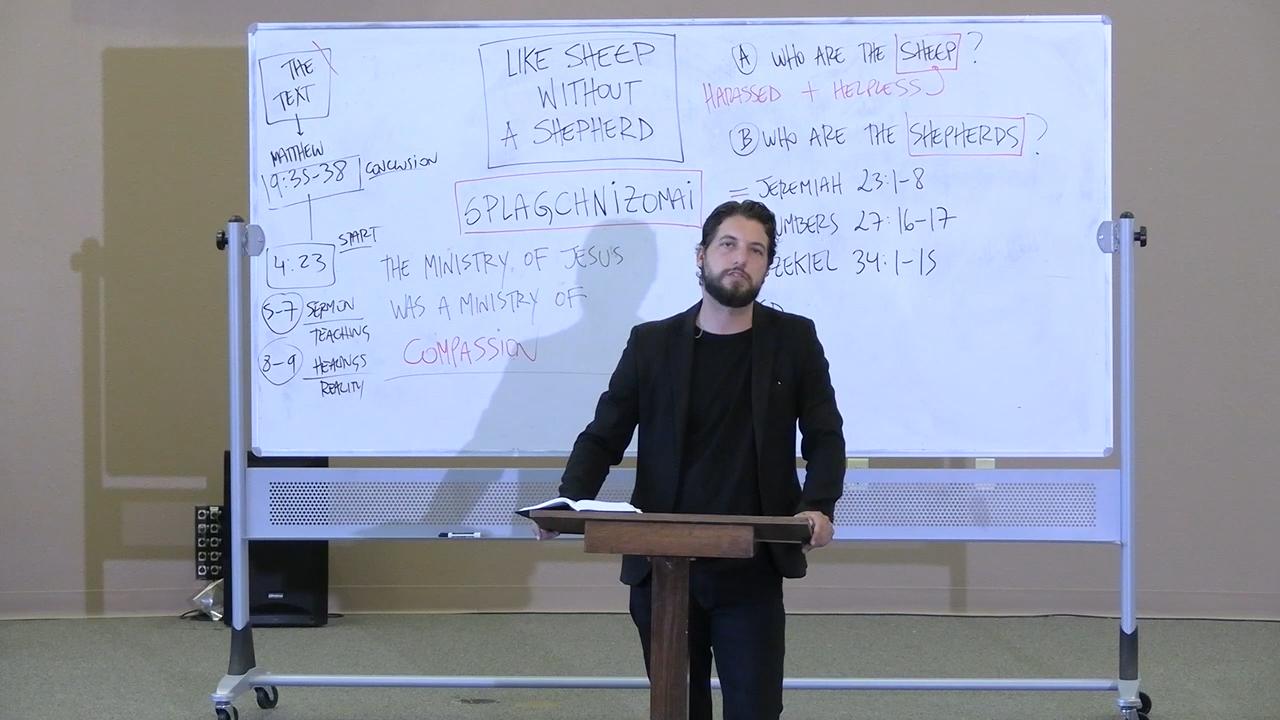 THE
TEXT
MATTHEW
9:35-38 CONCLUSION
4:23 START
5-7 SERMON
TEACHING
8-9 HEALINGS
REALITY
LIKE SHEEP
WITHOUT
A SHEPHERD
SPLAGCHNIZOMAI
THE MINISTRY OF JESUS
WAS A MINISTRY OF
COMPASSION
A WHO ARE THE SHEEP?
HARASSED + HELPLESS
B WHO ARE THE SHEPHERDS?
= JEREMIAH 23:1-8
UMBERS 27:16-17
ZEKIEL 34:1-15